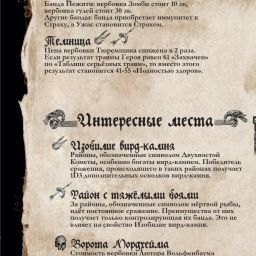 Банда Нежити: вербовка Зомби стоит 10 зк,
вербовка гулей стоит 30 зк.
Другие банды: банда приобретает иммунитет к
Страху, а Ужас становится Страхом.
Темница
Цена вербовки Тюремщика снижена в 2 раза.
Если результат травмы Героя равен 61 «Захвачен»
по «Таблице серьёзных травм», то вместо этого
результат становится 41-55 «Полностью здоров».
Интересные места
Изобилие вирд-камня
Районы, обозначенные символом Двухвостой
Кометы, особенно богаты вирд-камнем. Победитель
сражения, происходящего в таких районах получает
1D3 дополнительных осколков вирд-камня.
Район с тяжёлыми боями
За районы, обозначенные символом мёртвой рыбы,
идёт постоянное сражение. Преимущества от них
получает только контролирующая их банда. Это не
влияет на свойство Изобилие вирд-камня.
Ворота Мордхейма
Стоимость вербовки Лютора Вольфенбаума